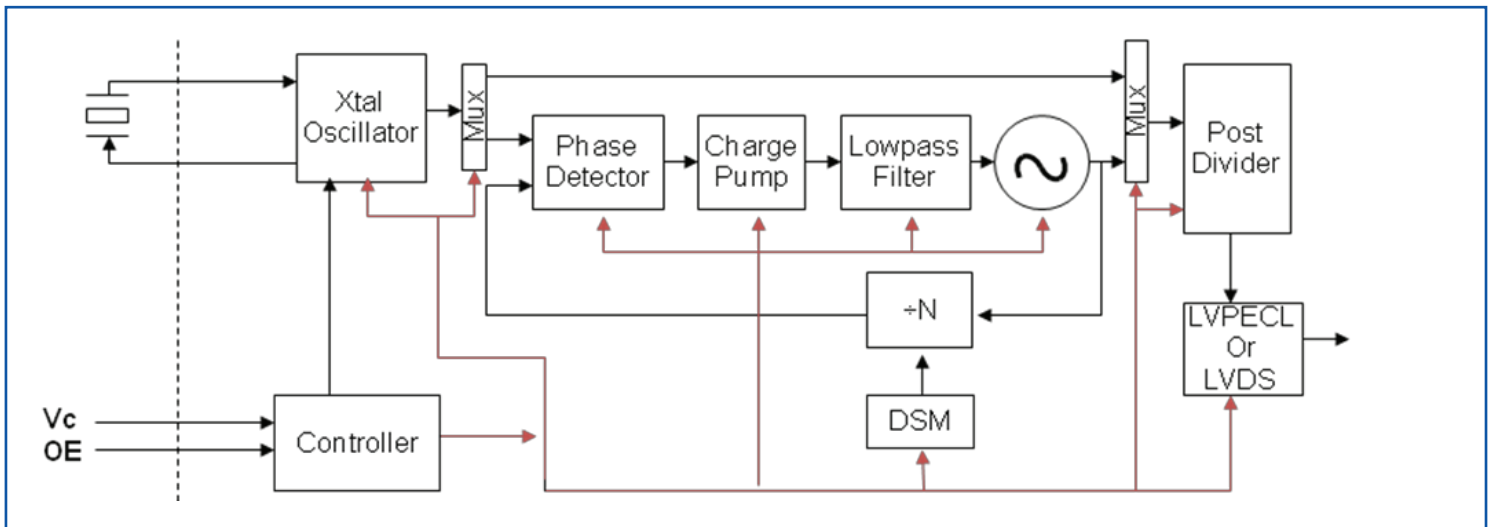 Xtal
Oscillator
Mux
Phase
Detector
Charge
Pump
Lowpass
Filter
Mux
Post
Divider
÷N
LVPECL
Or
LVDS
DSM
Vc
OE
Controller